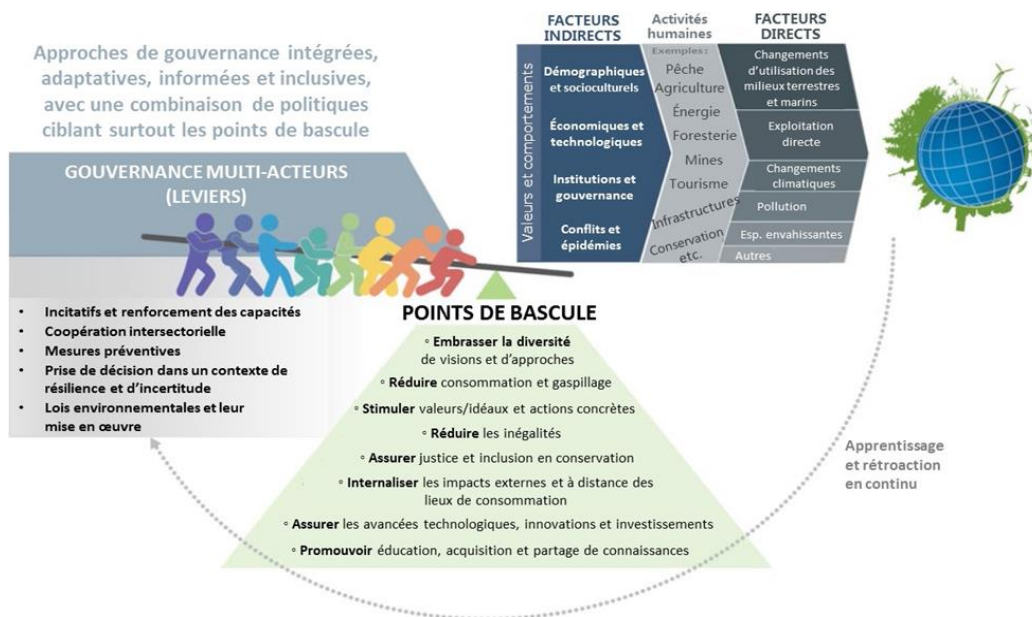 Approches de gouvernance intégrées,
adaptatives, informées et inclusives,
avec une combinaison de politiques
ciblant surtout les points de bascule
GOUVERNANCE MULTI-ACTEURS
(LEVIERS)
• Incitatifs et renforcement des capacités
• Coopération intersectorielle
• Mesures préventives
• Prise de décision dans un contexte de
résilience et d’incertitude
• Lois environnementales et leur
mise en œuvre
POINTS DE BASCULE
◦ Embrasser la diversité
de visions et d’approches
◦ Réduire consommation et gaspillage
◦ Stimuler valeurs/idéaux et actions concrètes
◦ Réduire les inégalités
◦ Assurer justice et inclusion en conservation
◦ Internaliser les impacts externes et à distance des
lieux de consommation
◦ Assurer les avancées technologiques, innovations et investissements
◦ Promouvoir éducation, acquisition et partage de connaissances
Valeurs et comportements
FACTEURS
INDIRECTS
Démographiques
et socioculturels
Économiques et
technologiques
Institutions et
gouvernance
Conflits et
épidémies
Activités
humaines
Exemples :
Pêche
Agriculture
Énergie
Foresterie
Mines
Tourisme
Infrastructures
Conservation
etc.
FACTEURS
DIRECTS
Changements
d’utilisation des
milieux terrestres
et marins
Exploitation
directe
Changements
climatiques
Pollution
Esp. envahissantes
Autres
Apprentissage
et rétroaction
en continu